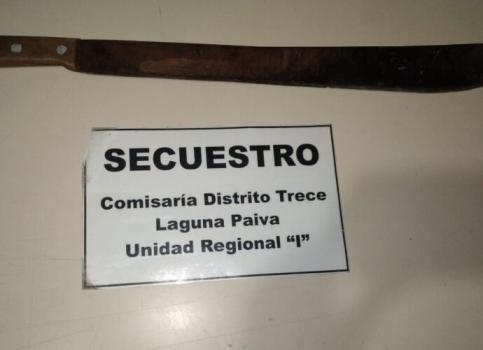 SECUESTRO
Comisaría Distrito Trece
Laguna Paiva
Unidad Regional “I”